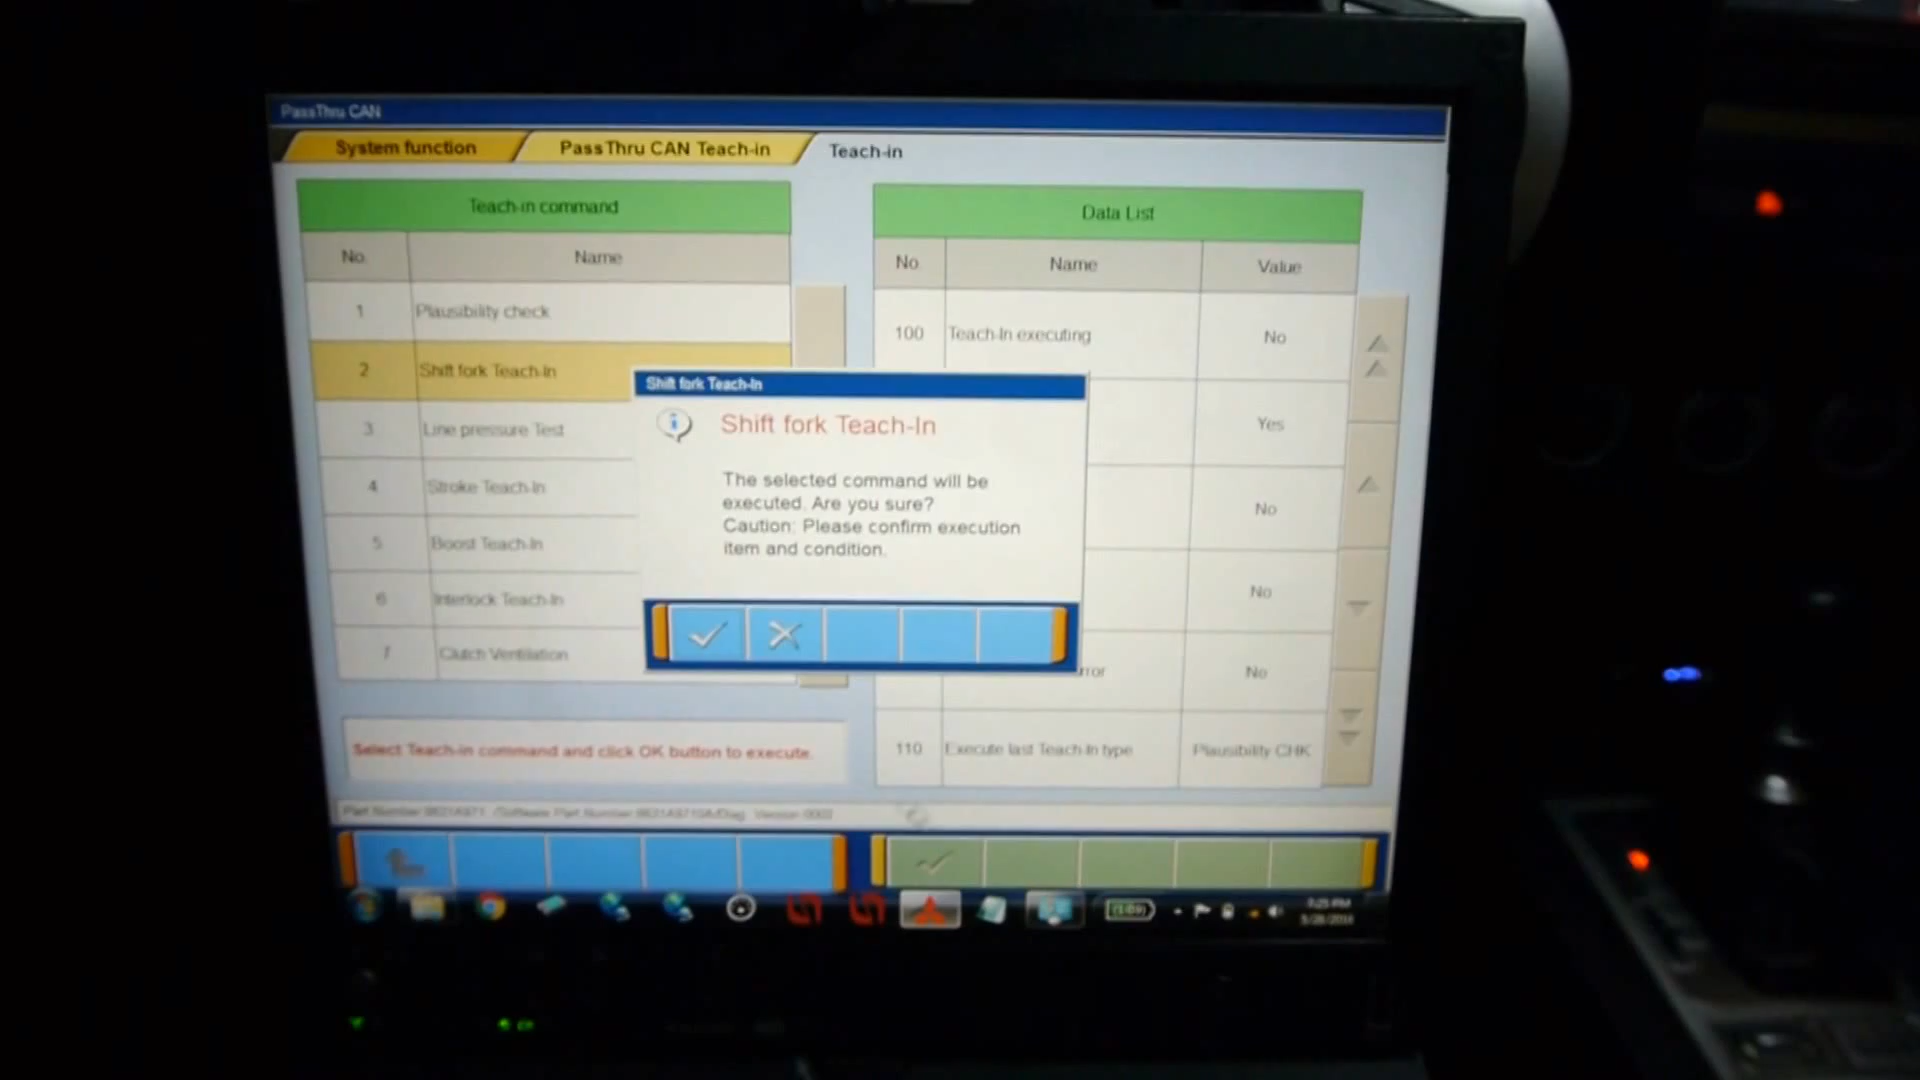 PassThru CAN
System function
PassThru CAN Teach-in
Teach-in
Teach-in command
No. Name
1 Plausibility check
2 Shift fork Teach-In
3 Line pressure Test
4 Stroke Teach-In
5 Boost Teach-In
6 Interlock Teach-In
7 Clutch Ventilation
Select Teach-in command and click OK button to execute.
Data List
No Name Value
100 Teach-In executing No
Yes
No
No
No
110 Execute last Teach-In type Plausibility CHK
Shift fork Teach-In
Shift fork Teach-In
The selected command will be
executed. Are you sure?
Caution: Please confirm execution
item and condition.